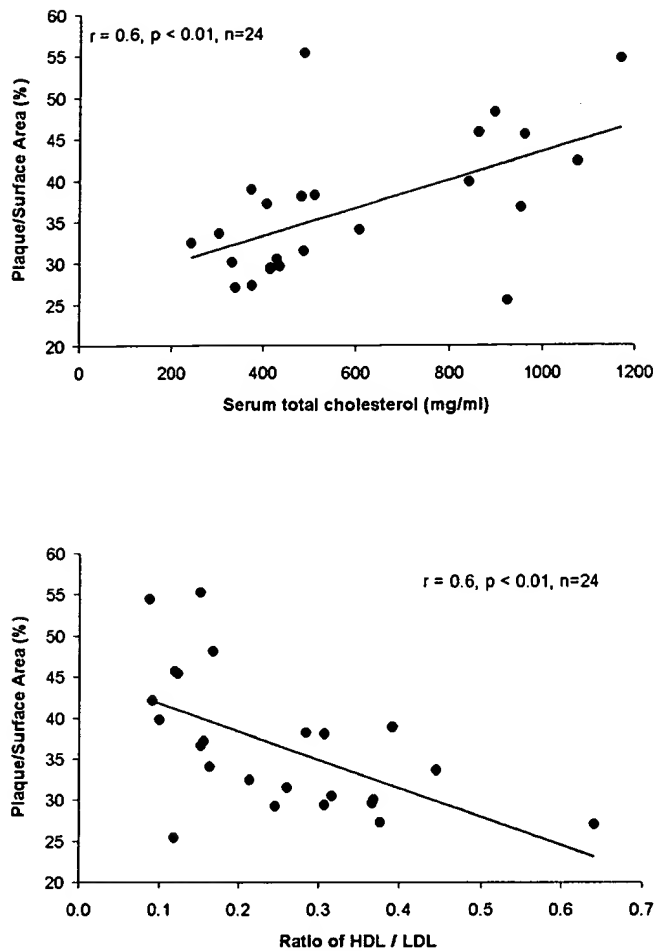 r = 0.6, p < 0.01, n=24
60
55
50
45
40
35
30
25
20
Plaque/Surface Area (%)
0 200 400 600 800 1000 1200
Serum total cholesterol (mg/ml)
r = 0.6, p < 0.01, n=24
60
55
50
45
40
35
30
25
20
Plaque/Surface Area (%)
0.0 0.1 0.2 0.3 0.4 0.5 0.6 0.7
Ratio of HDL / LDL